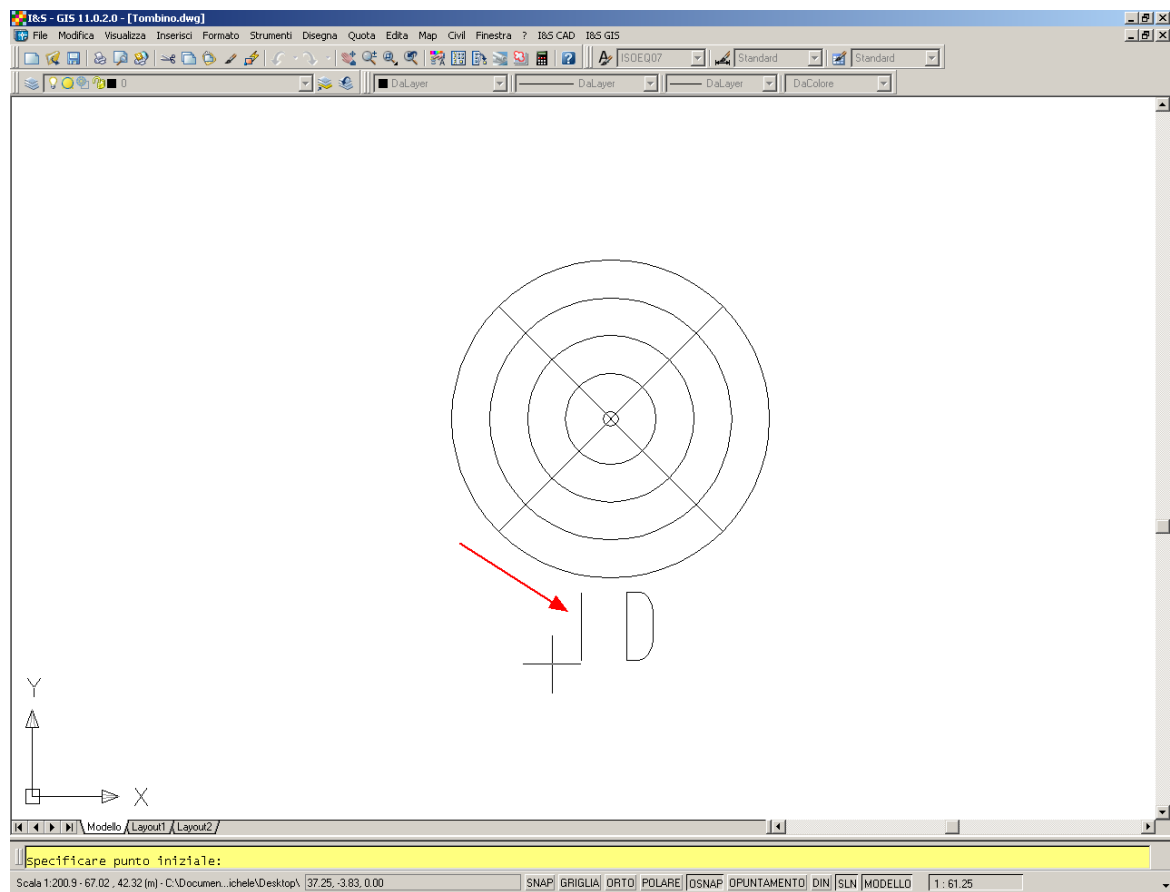 I&S - GIS 11.0.2.0 - [Tombino.dwg]
File Modifica Visualizza Inserisci Formato Strumenti Disegna Quota Edita Map Civil Finestra ? I&S CAD I&S GIS
ISOEQ07 Standard Standard
0 DaLayer DaLayer DaLayer DaColore
I D
Y
X
Modello Layout1 Layout2
Specificare punto iniziale:
Scala 1:200.9 - 67.02 , 42.32 (m) - C:\Documen...ichele\Desktop\ 37.25, -3.83, 0.00 SNAP GRIGLIA ORTO POLARE OSNAP OPUNTAMENTO DIN SLN MODELLO 1 : 61.25